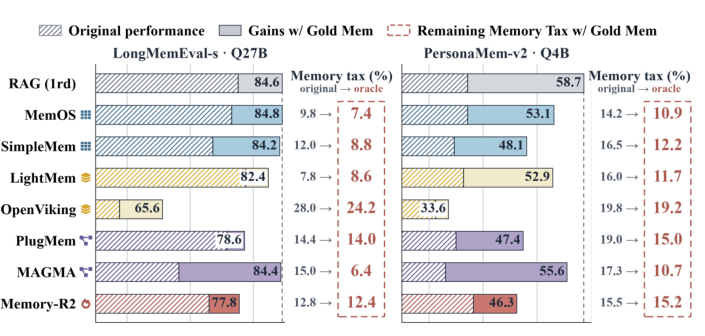 Original performance Gains w/ Gold Mem Remaining Memory Tax w/ Gold Mem
LongMemEval-s · Q27B PersonaMem-v2 · Q4B
Memory tax (%) Memory tax (%)
original → oracle original → oracle
RAG (1rd) 84.6 58.7
MemOS 84.8 9.8 → 7.4 53.1 14.2 → 10.9
SimpleMem 84.2 12.0 → 8.8 48.1 16.5 → 12.2
LightMem 82.4 7.8 → 8.6 52.9 16.0 → 11.7
OpenViking 65.6 28.0 → 24.2 33.6 19.8 → 19.2
PlugMem 78.6 14.4 → 14.0 47.4 19.0 → 15.0
MAGMA 84.4 15.0 → 6.4 55.6 17.3 → 10.7
Memory-R2 77.8 12.8 → 12.4 46.3 15.5 → 15.2